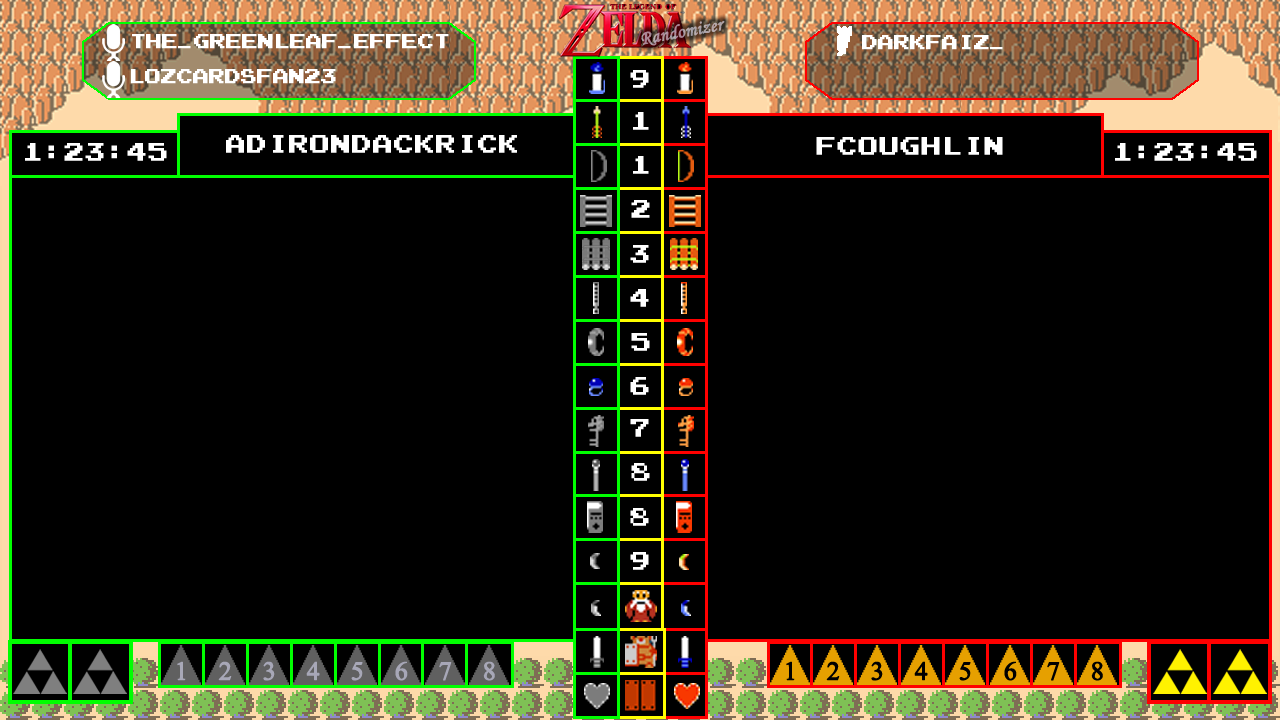 THE LEGEND OF
ZELDA
Randomizer
THE_GREENLEAF_EFFECT
LOZCARDSFAN23
DARKFAIZ_
ADIRONDACKRICK
FCOUGHLIN
1:23:45
1:23:45
9
1
1
2
3
4
5
6
7
8
8
9
1 2 3 4 5 6 7 8
1 2 3 4 5 6 7 8